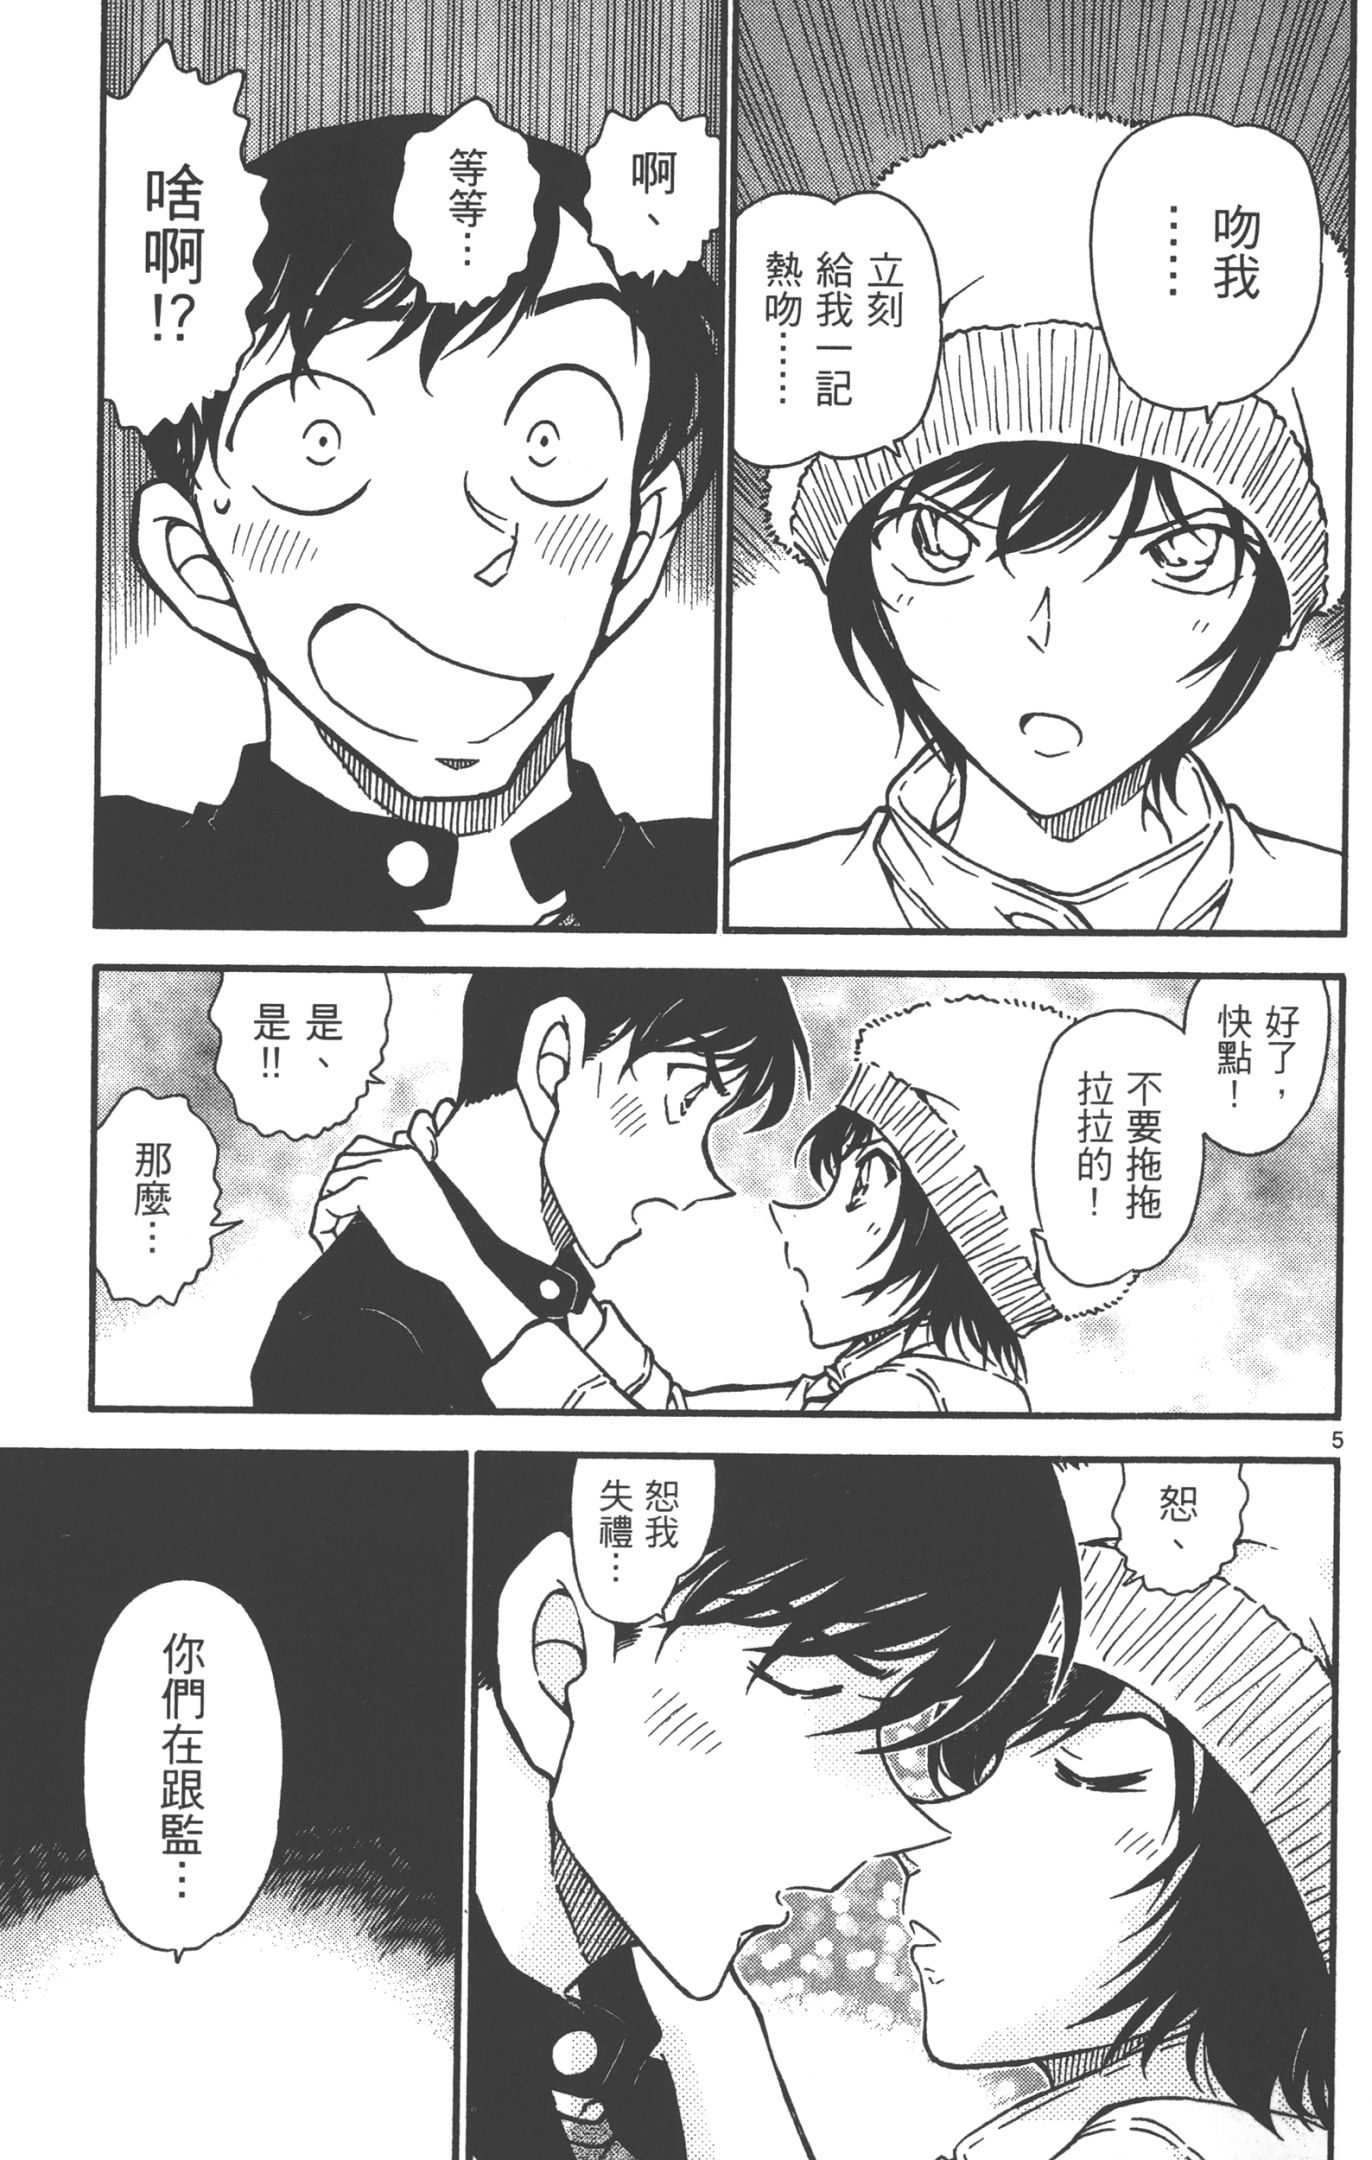 吻我
……
立刻
給我一記
熱吻……
啊、
等等…
啥啊!?
好了，
快點！
不要拖拖
拉拉的！
是、
是!!
那麼…
5
恕、
恕我
失禮…
你們在跟監…